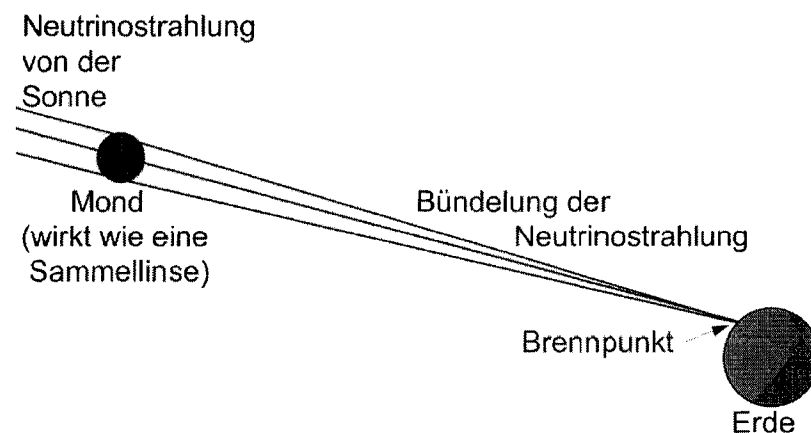 Neutrinostrahlung
von der
Sonne
Mond
(wirkt wie eine
Sammellinse)
Bündelung der
Neutrinostrahlung
Brennpunkt
Erde